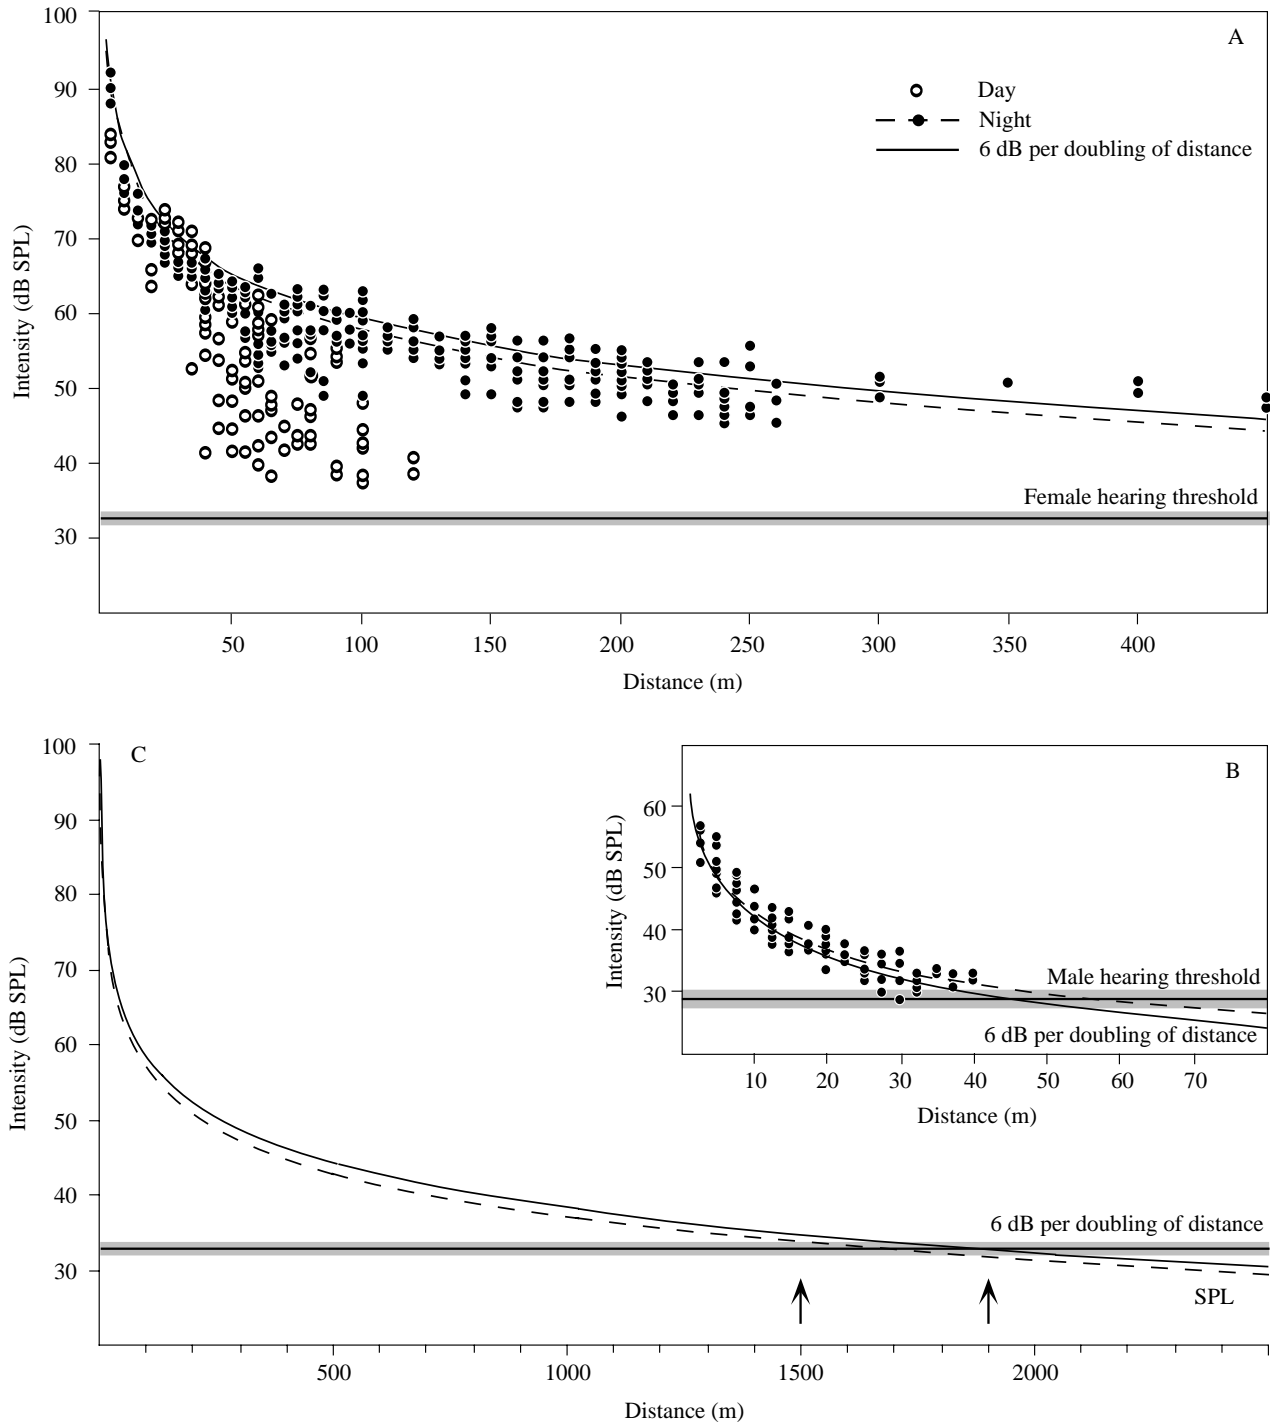 100
A
90
Day
Night
6 dB per doubling of distance
80
70
60
50
40
30
Intensity (dB SPL)
Female hearing threshold
50 100 150 200 250 300 350 400
Distance (m)
100
C
90
80
70
60
50
40
30
Intensity (dB SPL)
B
60
50
40
30
Intensity (dB SPL)
Male hearing threshold
6 dB per doubling of distance
10 20 30 40 50 60 70
Distance (m)
6 dB per doubling of distance
SPL
500 1000 1500 2000
Distance (m)